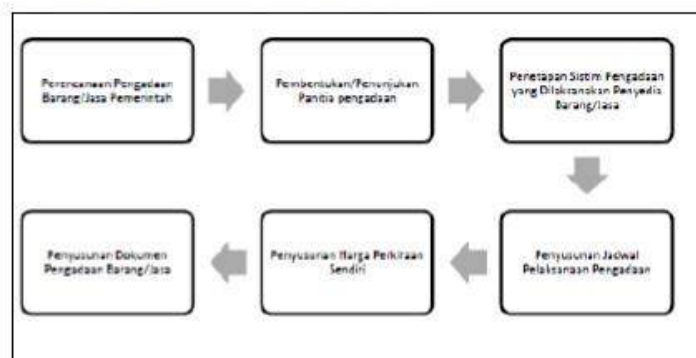 Perencanaan Pengadaan
Barang/Jasa Pemerintah
Pembentukan/Penunjukan
Panitia pengadaan
Penetapan Sistim Pengadaan
yang Dilaksanakan Penyedia
Barang/Jasa
Penyusunan Jadwal
Pelaksanaan Pengadaan
Penyusunan Harga Perkiraan
Sendiri
Penyusunan Dokumen
Pengadaan Barang/Jasa